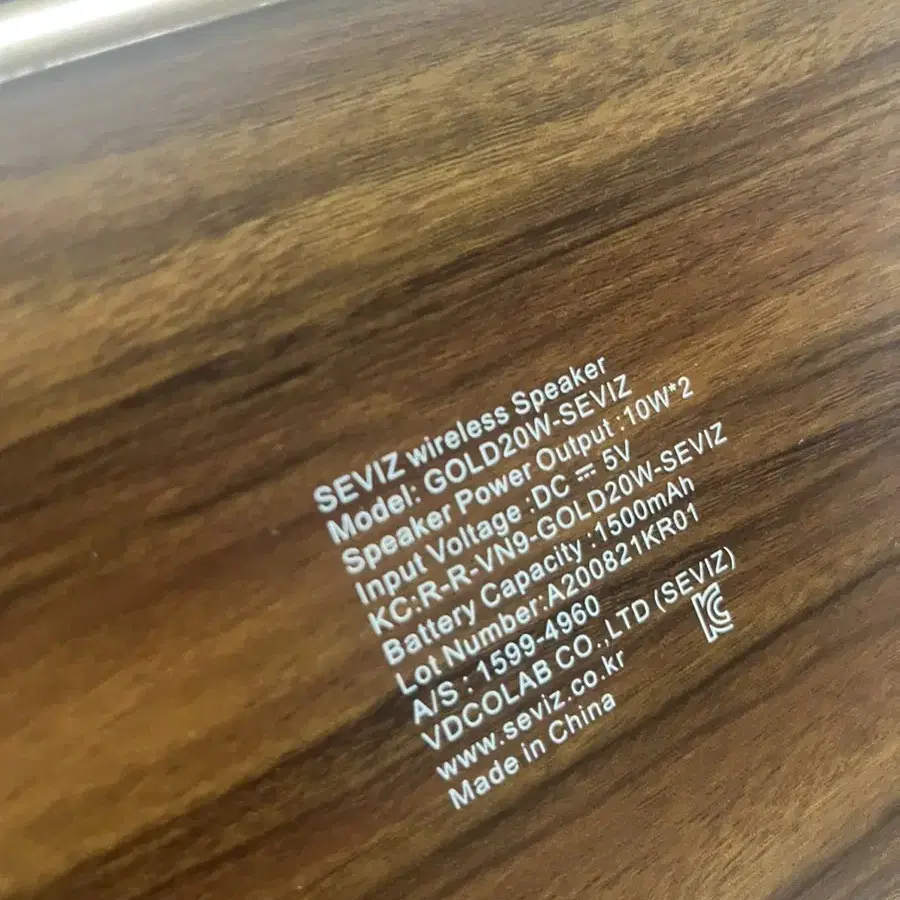 SEVIZ wireless Speaker
Model: GOLD20W-SEVIZ
Speaker Power Output :10W*2
Input Voltage :DC ⎓ 5V
KC:R-R-VN9-GOLD20W-SEVIZ
Battery Capacity :1500mAh
Lot Number:A200821KR01
A/S : 1599-4960
VDCOLAB CO.,LTD (SEVIZ)
www.seviz.co.kr
Made in China